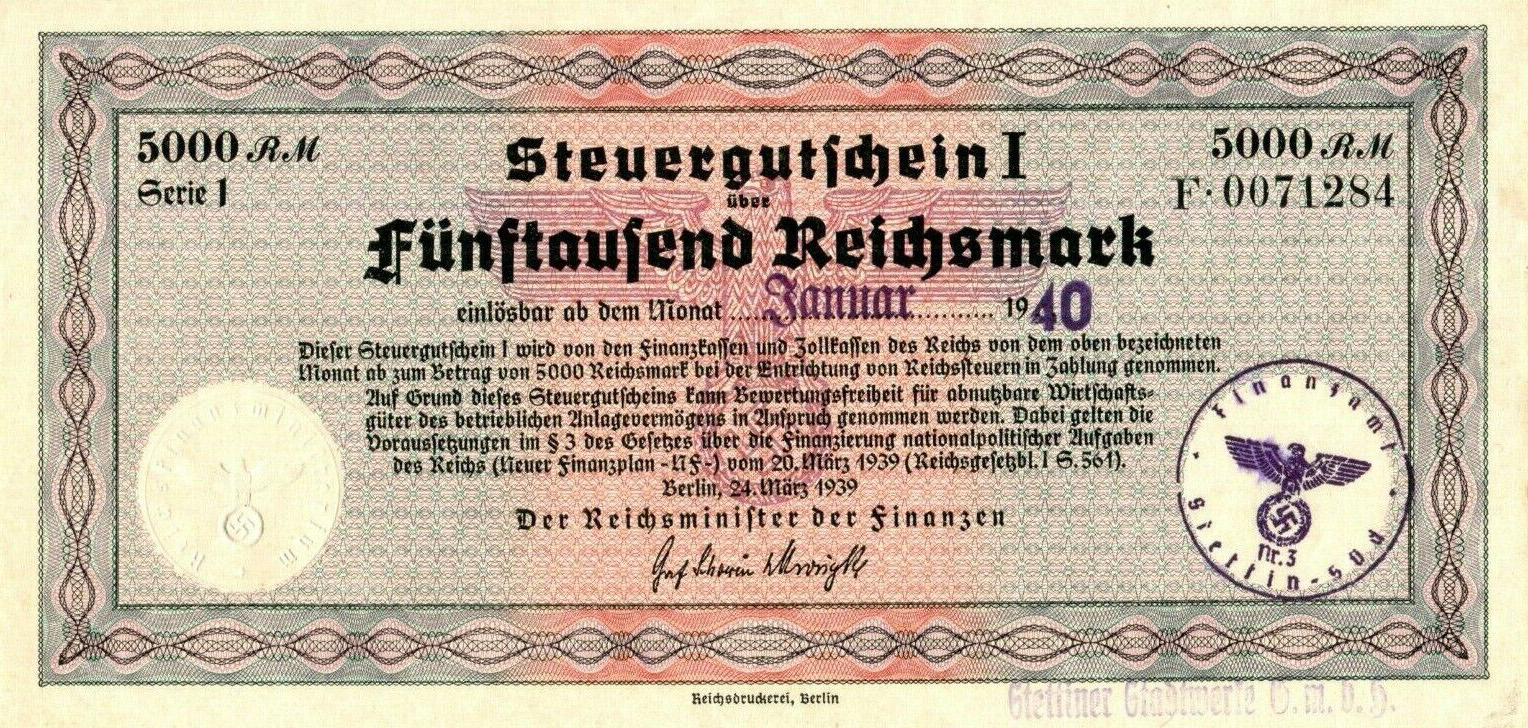 5000 RM
Serie 1
Steuergutschein I
5000 RM
F·0071284
über
Fünftausend Reichsmark
einlösbar ab dem Monat .....Januar........... 1940
Dieser Steuergutschein I wird von den Finanzkassen und Zollkassen des Reichs von dem oben bezeichneten
Monat ab zum Betrag von 5000 Reichsmark bei der Entrichtung von Reichssteuern in Zahlung genommen.
Auf Grund dieses Steuergutscheins kann Bewertungsfreiheit für abnutzbare Wirtschafts-
güter des betrieblichen Anlagevermögens in Anspruch genommen werden. Dabei gelten die
Voraussetzungen im § 3 des Gesetzes über die Finanzierung nationalpolitischer Aufgaben
des Reichs (Neuer Finanzplan - NF -) vom 20. März 1939 (Reichsgesetzbl. I S. 561).
Berlin, 24. März 1939
Der Reichsminister der Finanzen
Graf Schwerin Krosigk
Reichsfinanzministerium
Finanzamt
Nr. 3
Stettin-Süd
Reichsdruckerei, Berlin
Stettiner Stadtwerke G.m.b.H.